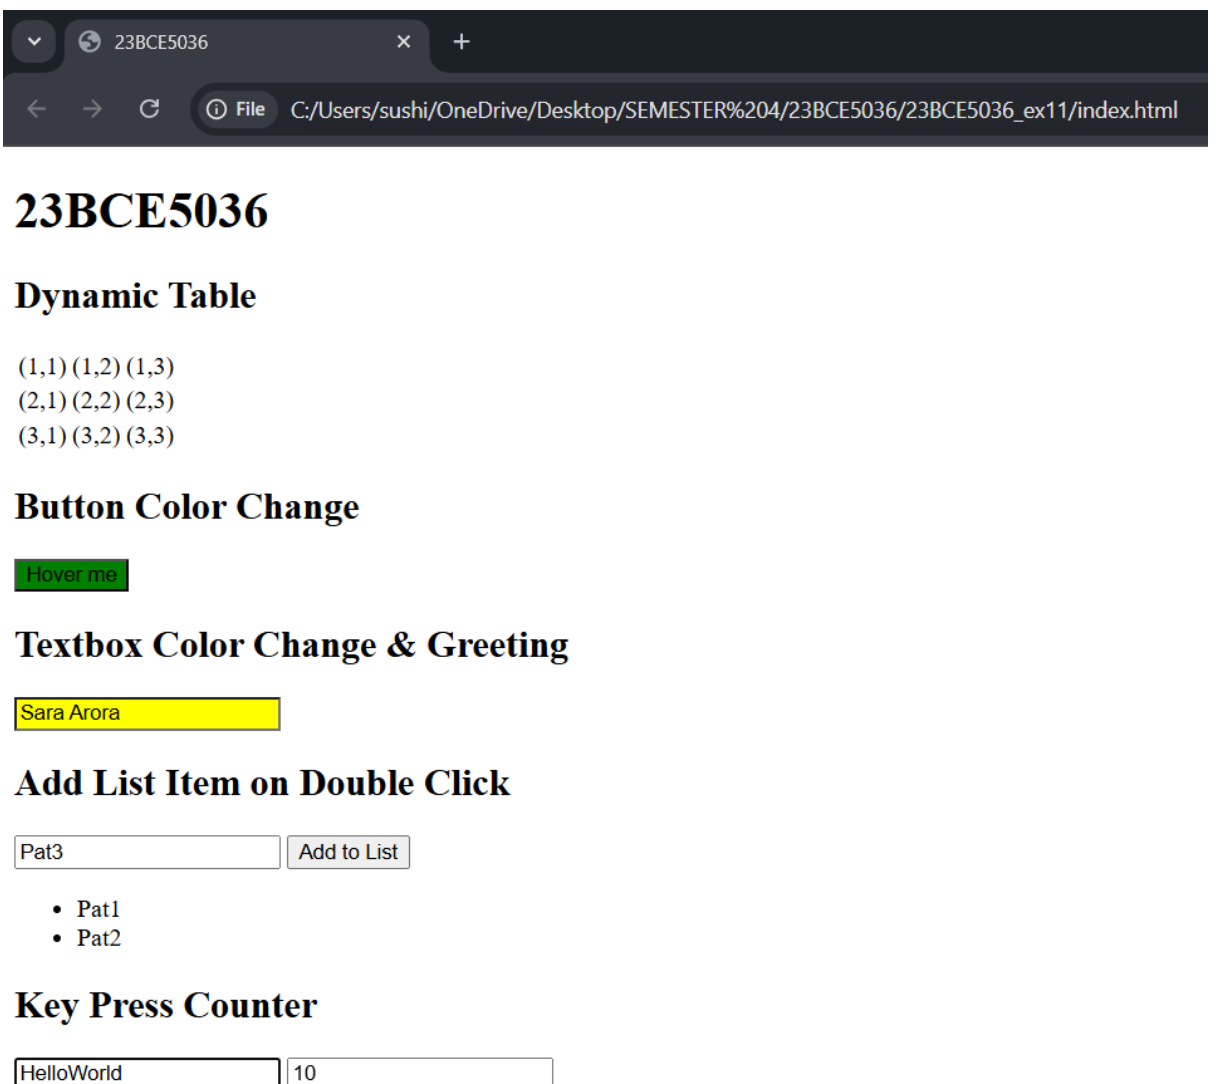 23BCE5036
File C:/Users/sushi/OneDrive/Desktop/SEMESTER%204/23BCE5036/23BCE5036_ex11/index.html
23BCE5036
Dynamic Table
(1,1) (1,2) (1,3)
(2,1) (2,2) (2,3)
(3,1) (3,2) (3,3)
Button Color Change
Hover me
Textbox Color Change & Greeting
Sara Arora
Add List Item on Double Click
Pat3 Add to List
• Pat1
• Pat2
Key Press Counter
HelloWorld 10